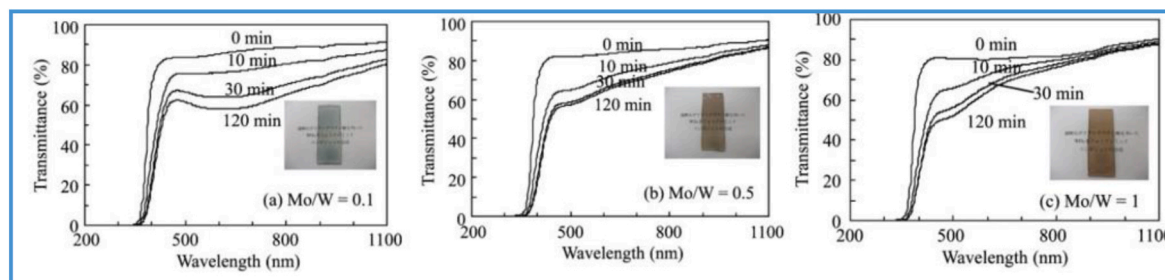 100
80
60
40
20
0
Transmittance (%)
0 min
10 min
30 min
120 min
(a) Mo/W = 0.1
200
500
800
1100
Wavelength (nm)
100
80
60
40
20
0
Transmittance (%)
0 min
10 min
30 min
120 min
(b) Mo/W = 0.5
200
500
800
1100
Wavelength (nm)
100
80
60
40
20
0
Transmittance (%)
0 min
10 min
30 min
120 min
(c) Mo/W = 1
200
500
800
1100
Wavelength (nm)